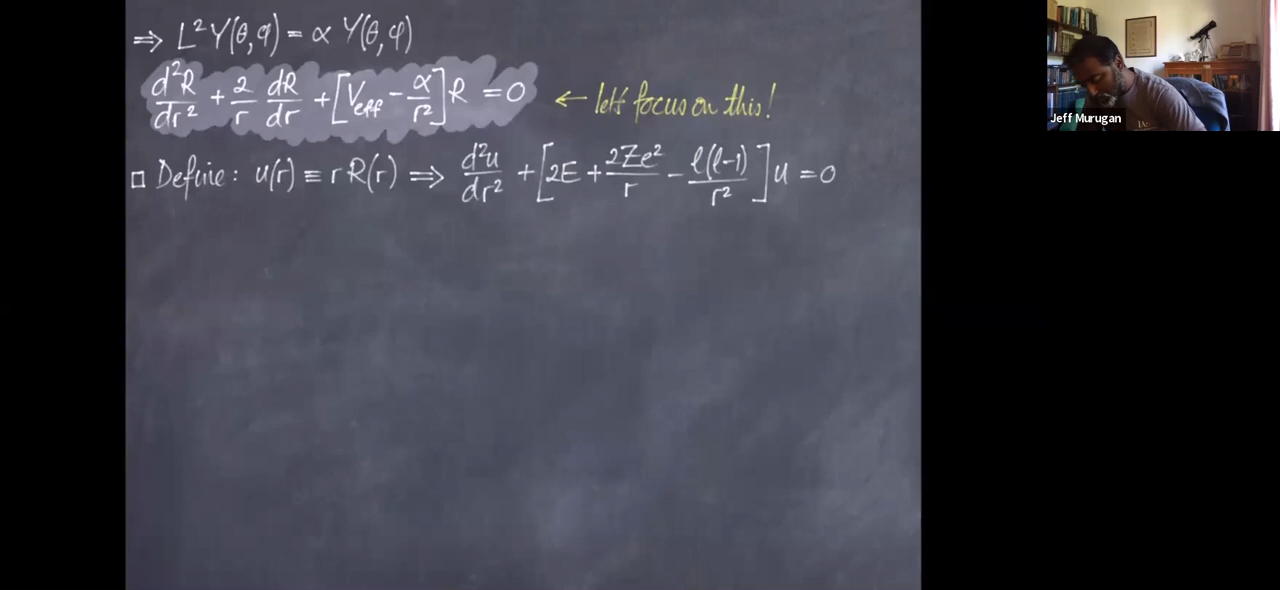 ⇒ L²Y(θ,φ) = α Y(θ,φ)
d²R/dr² + 2/r dR/dr + [V_eff − α/r²]R = 0 ← let's focus on this!
□ Define: u(r) ≡ r R(r) ⇒ d²u/dr² + [2E + 2Ze²/r − ℓ(ℓ-1)/r²]u = 0
Jeff Murugan